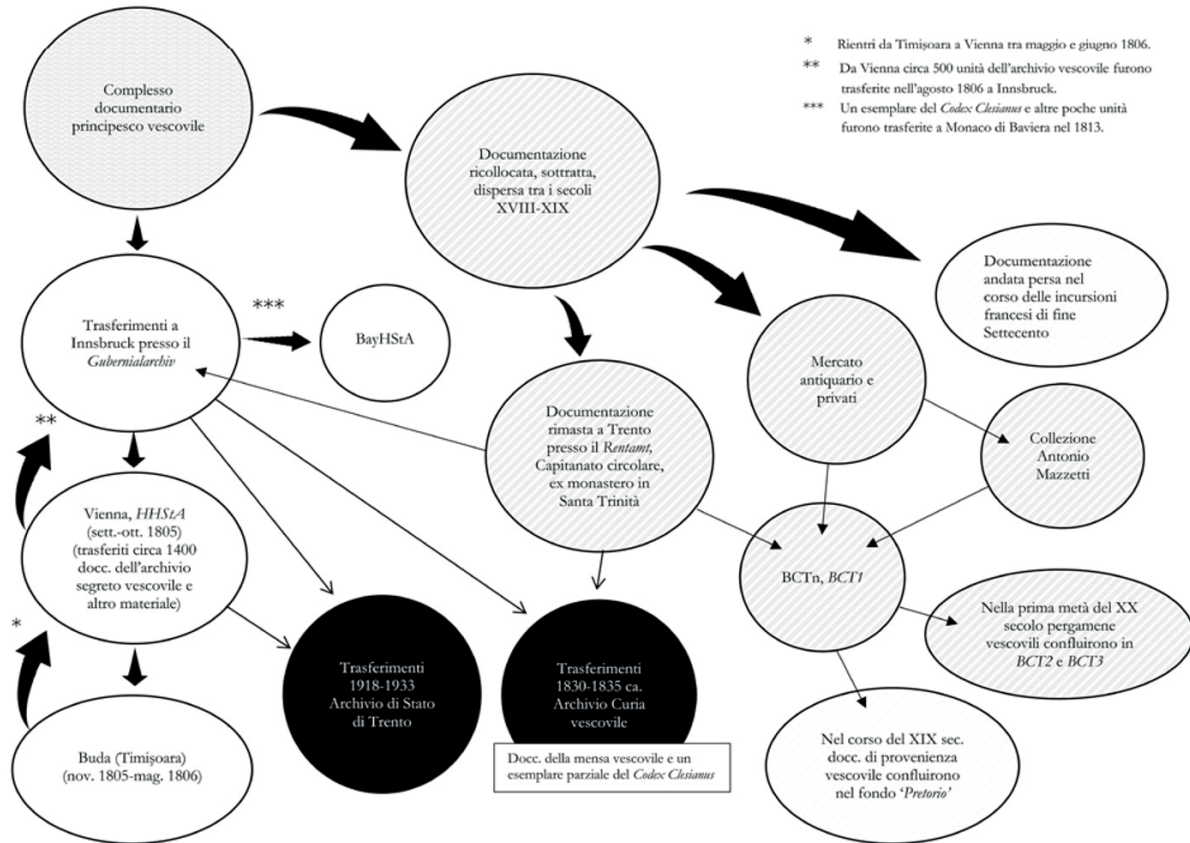 * Rientri da Timişoara a Vienna tra maggio e giugno 1806.
** Da Vienna circa 500 unità dell'archivio vescovile furono
trasferite nell'agosto 1806 a Innsbruck.
*** Un esemplare del Codex Clesianus e altre poche unità
furono trasferite a Monaco di Baviera nel 1813.
Complesso
documentario
principesco vescovile
Documentazione
ricollocata, sottratta,
dispersa tra i secoli
XVIII-XIX
Documentazione
andata persa nel
corso delle incursioni
francesi di fine
Settecento
***
Trasferimenti a
Innsbruck presso il
Gubernialarchiv
BayHStA
Mercato
antiquario e
privati
Documentazione
rimasta a Trento
presso il Rentamt,
Capitanato circolare,
ex monastero in
Santa Trinità
Collezione
Antonio
Mazzetti
**
Vienna, HHStA
(sett.-ott. 1805)
(trasferiti circa 1400
docc. dell'archivio
segreto vescovile e
altro materiale)
BCTn, BCT1
Nella prima metà del XX
secolo pergamene
vescovili confluirono in
BCT2 e BCT3
*
Trasferimenti
1918-1933
Archivio di Stato
di Trento
Trasferimenti
1830-1835 ca.
Archivio Curia
vescovile
Docc. della mensa vescovile e un
esemplare parziale del Codex Clesianus
Buda (Timişoara)
(nov. 1805-mag. 1806)
Nel corso del XIX sec.
docc. di provenienza
vescovile confluirono
nel fondo ‘Pretorio’